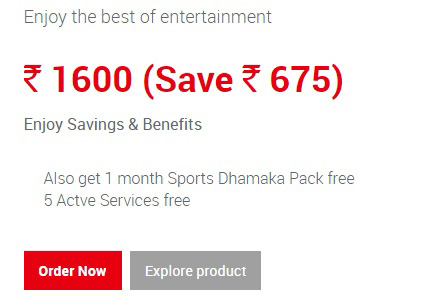 Enjoy the best of entertainment
₹ 1600 (Save ₹ 675)
Enjoy Savings & Benefits
Also get 1 month Sports Dhamaka Pack free
5 Actve Services free
Order Now
Explore product